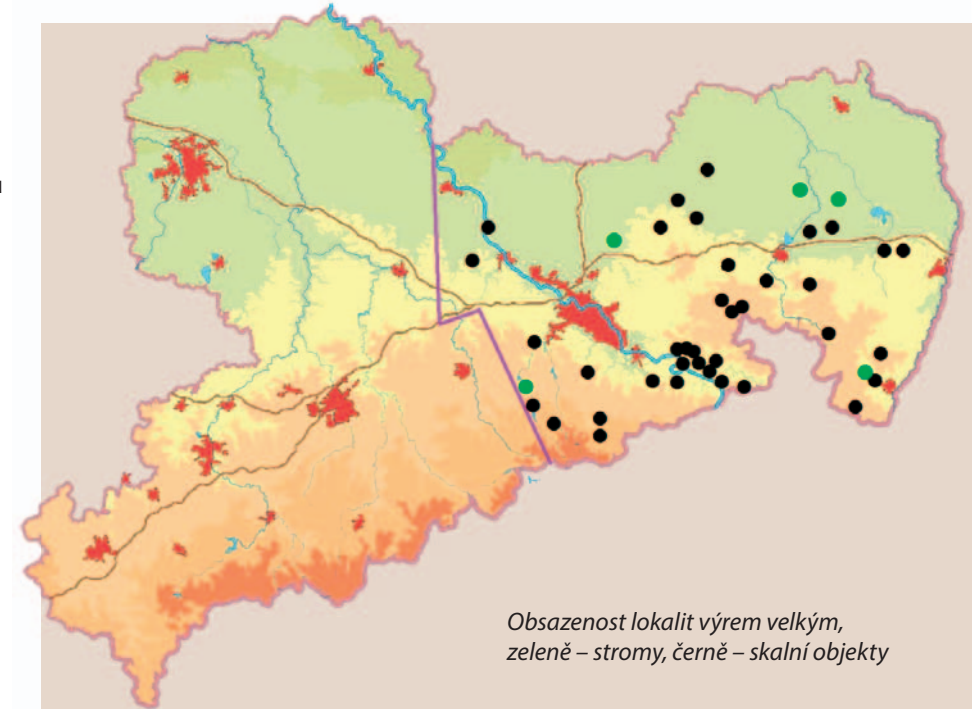 Obsazenost lokalit výrem velkým,
zeleně – stromy, černě – skalní objekty